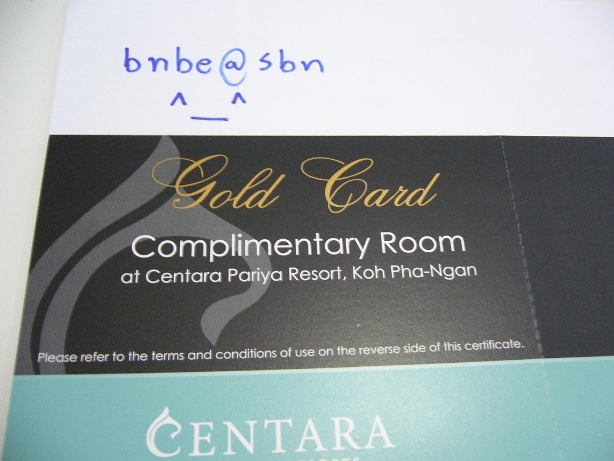 bnbe@sbn
^_^
Gold Card
Complimentary Room
at Centara Pariya Resort, Koh Pha-Ngan
Please refer to the terms and conditions of use on the reverse side of this certificate.
CENTARA